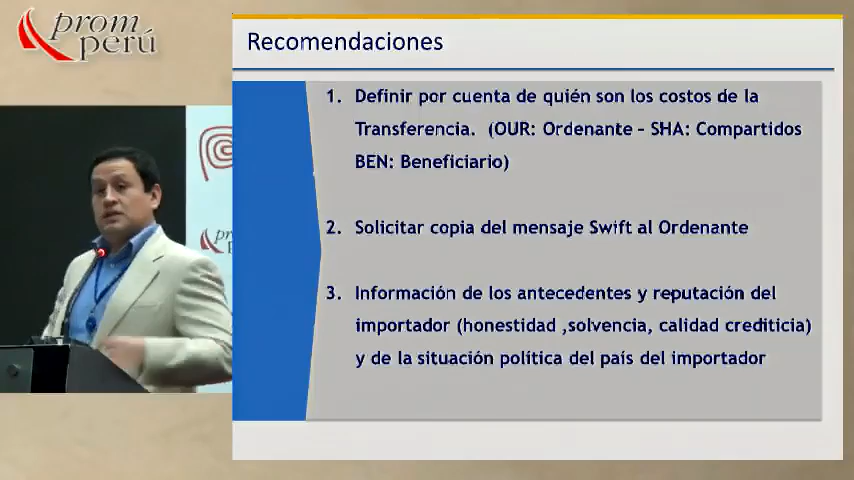 prom
perú
Recomendaciones
1. Definir por cuenta de quién son los costos de la
Transferencia. (OUR: Ordenante – SHA: Compartidos
BEN: Beneficiario)
2. Solicitar copia del mensaje Swift al Ordenante
3. Información de los antecedentes y reputación del
importador (honestidad ,solvencia, calidad crediticia)
y de la situación política del país del importador